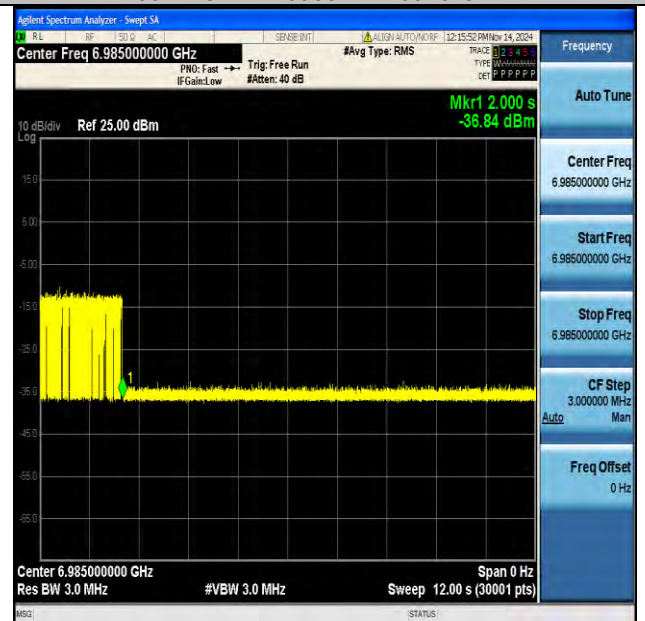 Agilent Spectrum Analyzer - Swept SA
RL RF 50 Ω AC SENSE:INT ALIGN AUTO/NO RF 12:15:52 PM Nov 14, 2024
Center Freq 6.985000000 GHz
PNO: Fast
IFGain:Low
Trig: Free Run
#Atten: 40 dB
#Avg Type: RMS
TRACE 1 2 3 4 5 6
TYPE
DET P P P P P P
Mkr1 2.000 s
-36.84 dBm
10 dB/div Ref 25.00 dBm
Log
15.0
5.00
-5.00
-15.0
-25.0
-35.0
-45.0
-55.0
-65.0
1
Center 6.985000000 GHz Span 0 Hz
Res BW 3.0 MHz #VBW 3.0 MHz Sweep 12.00 s (30001 pts)
MSG STATUS
Frequency
Auto Tune
Center Freq
6.985000000 GHz
Start Freq
6.985000000 GHz
Stop Freq
6.985000000 GHz
CF Step
3.000000 MHz
Auto Man
Freq Offset
0 Hz